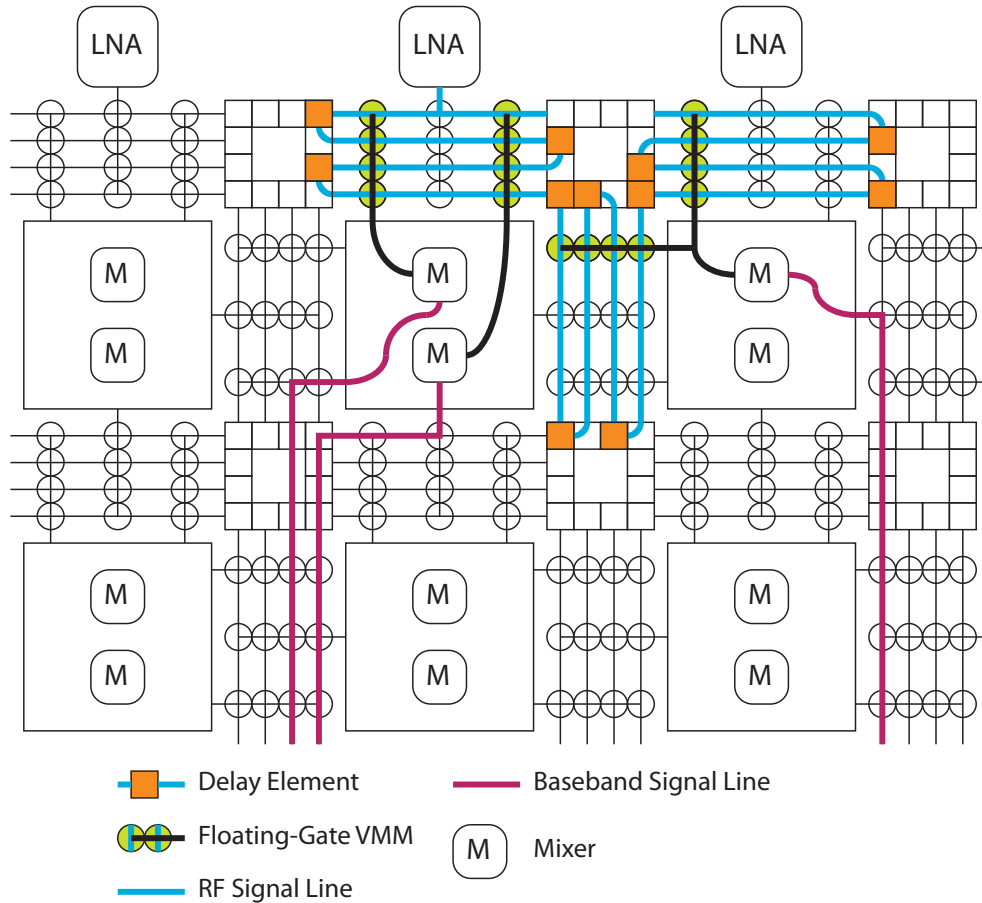 LNA
LNA
LNA
M
M
M
M
M
M
M
M
M
M
M
M
Delay Element
Baseband Signal Line
Floating-Gate VMM
M
Mixer
RF Signal Line